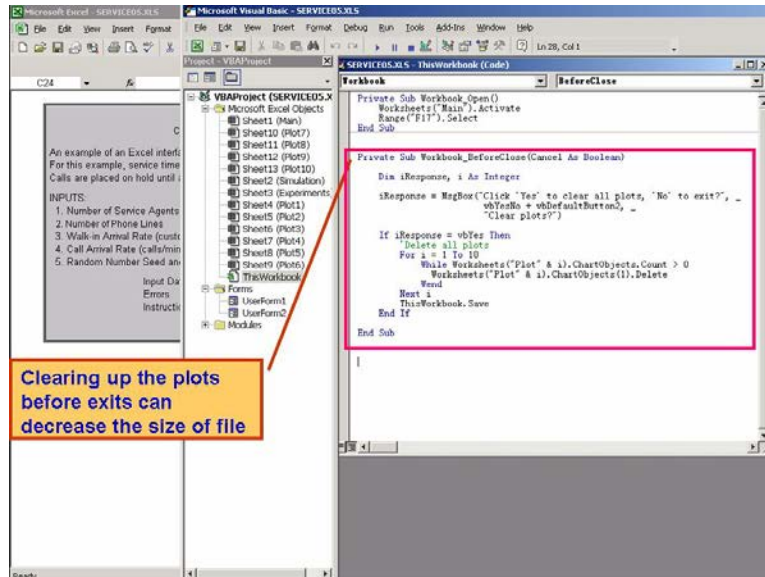 Microsoft Excel - SERVICE05.XLS
File Edit View Insert Format
C24
fx
C
An example of an Excel interfa
For this example, service time
Calls are placed on hold until
INPUTS:
1. Number of Service Agents
2. Number of Phone Lines
3. Walk-in Arrival Rate (custo
4. Call Arrival Rate (calls/min
5. Random Number Seed an
Input Da
Errors
Instructi
Ready
Microsoft Visual Basic - SERVICE05.XLS
File Edit View Insert Format Debug Run Tools Add-Ins Window Help
Ln 28, Col 1
Project - VBAProject
VBAProject (SERVICE05.X
Microsoft Excel Objects
Sheet1 (Main)
Sheet10 (Plot7)
Sheet11 (Plot8)
Sheet12 (Plot9)
Sheet13 (Plot10)
Sheet2 (Simulation)
Sheet3 (Experiments
Sheet4 (Plot1)
Sheet5 (Plot2)
Sheet6 (Plot3)
Sheet7 (Plot4)
Sheet8 (Plot5)
Sheet9 (Plot6)
ThisWorkbook
Forms
UserForm1
UserForm2
Modules
SERVICE05.XLS - ThisWorkbook (Code)
Workbook BeforeClose
Private Sub Workbook_Open()
Worksheets("Main").Activate
Range("F17").Select
End Sub
Private Sub Workbook_BeforeClose(Cancel As Boolean)
Dim iResponse, i As Integer
iResponse = MsgBox("Click 'Yes' to clear all plots, 'No' to exit?", _
vbYesNo + vbDefaultButton2, _
"Clear plots?")
If iResponse = vbYes Then
'Delete all plots
For i = 1 To 10
While Worksheets("Plot" & i).ChartObjects.Count > 0
Worksheets("Plot" & i).ChartObjects(1).Delete
Wend
Next i
ThisWorkbook.Save
End If
End Sub
Clearing up the plots
before exits can
decrease the size of file